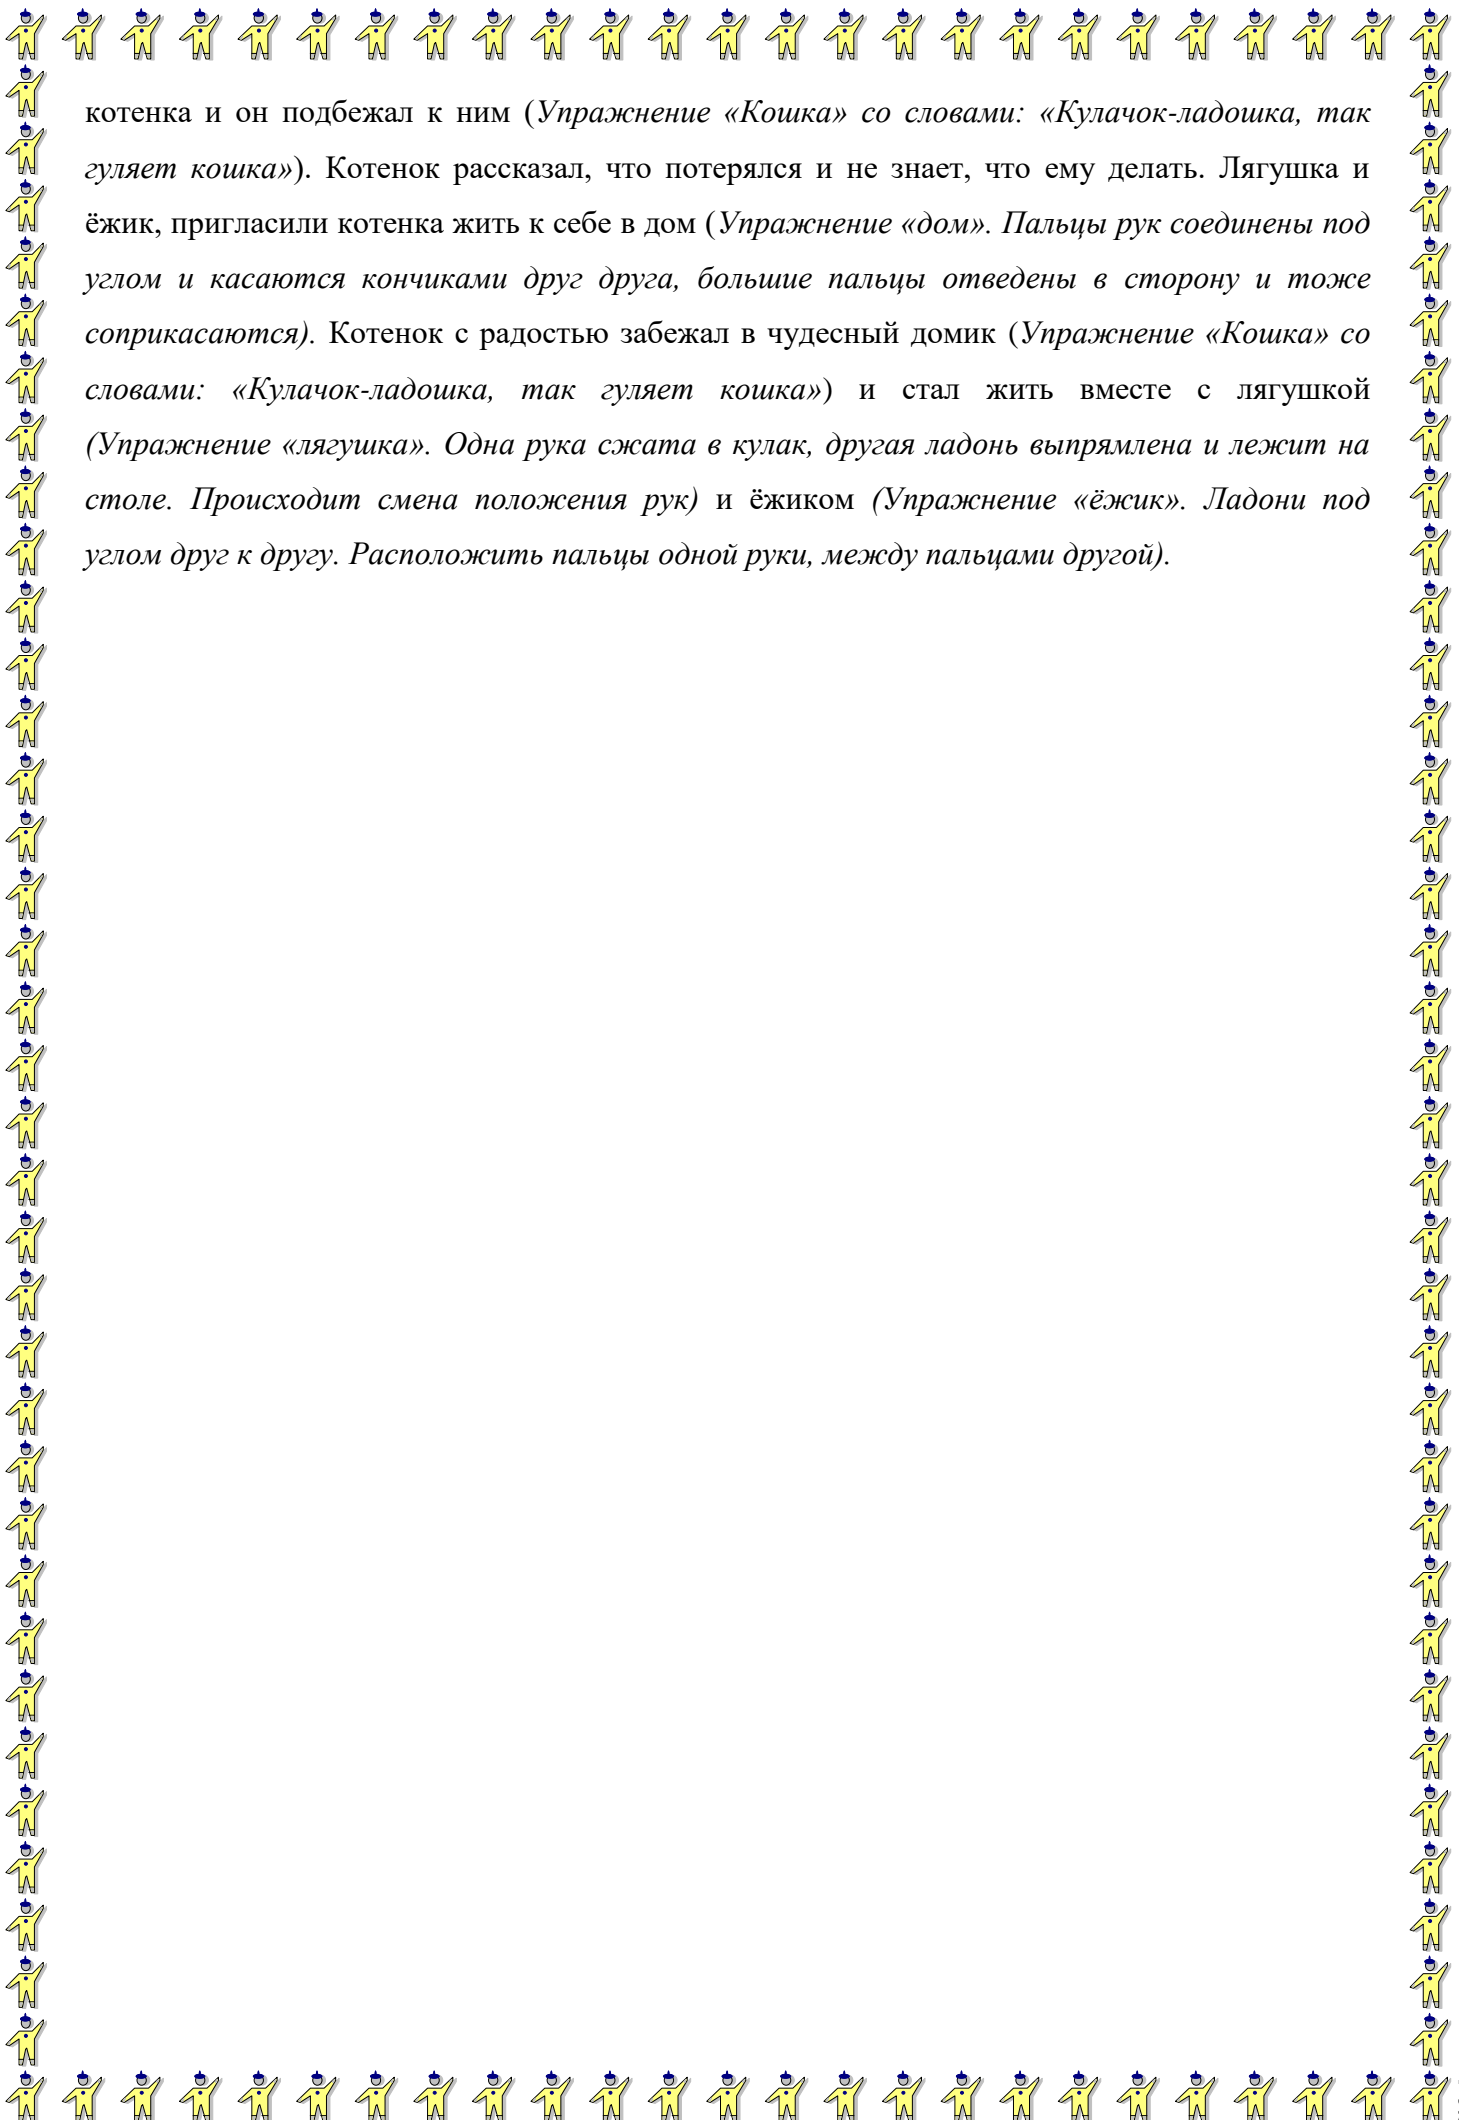 котенка и он подбежал к ним (Упражнение «Кошка» со словами: «Кулачок-ладошка, так
гуляет кошка»). Котенок рассказал, что потерялся и не знает, что ему делать. Лягушка и
ёжик, пригласили котенка жить к себе в дом (Упражнение «дом». Пальцы рук соединены под
углом и касаются кончиками друг друга, большие пальцы отведены в сторону и тоже
соприкасаются). Котенок с радостью забежал в чудесный домик (Упражнение «Кошка» со
словами: «Кулачок-ладошка, так гуляет кошка») и стал жить вместе с лягушкой
(Упражнение «лягушка». Одна рука сжата в кулак, другая ладонь выпрямлена и лежит на
столе. Происходит смена положения рук) и ёжиком (Упражнение «ёжик». Ладони под
углом друг к другу. Расположить пальцы одной руки, между пальцами другой).